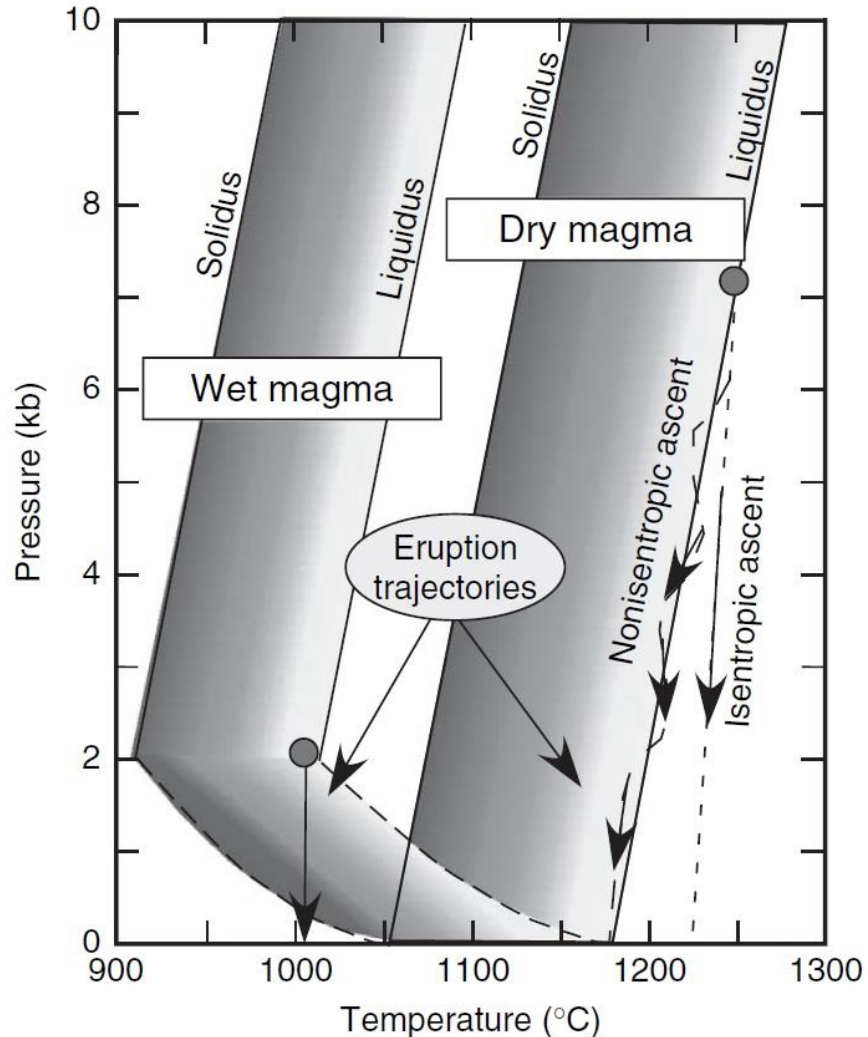 10
8
6
4
2
0
Pressure (kb)
900
1000
1100
1200
1300
Temperature (°C)
Solidus
Liquidus
Solidus
Liquidus
Dry magma
Wet magma
Eruption
trajectories
Nonisentropic ascent
Isentropic ascent